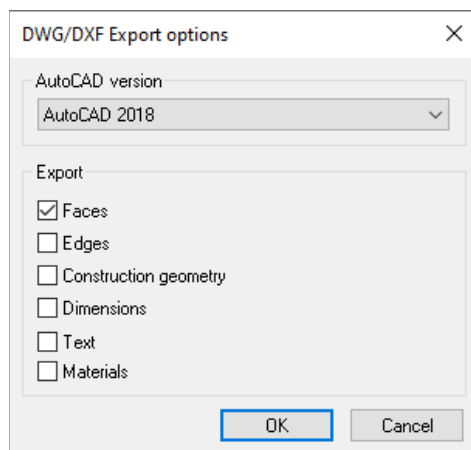 DWG/DXF Export options
AutoCAD version
AutoCAD 2018
Export
Faces
Edges
Construction geometry
Dimensions
Text
Materials
OK Cancel